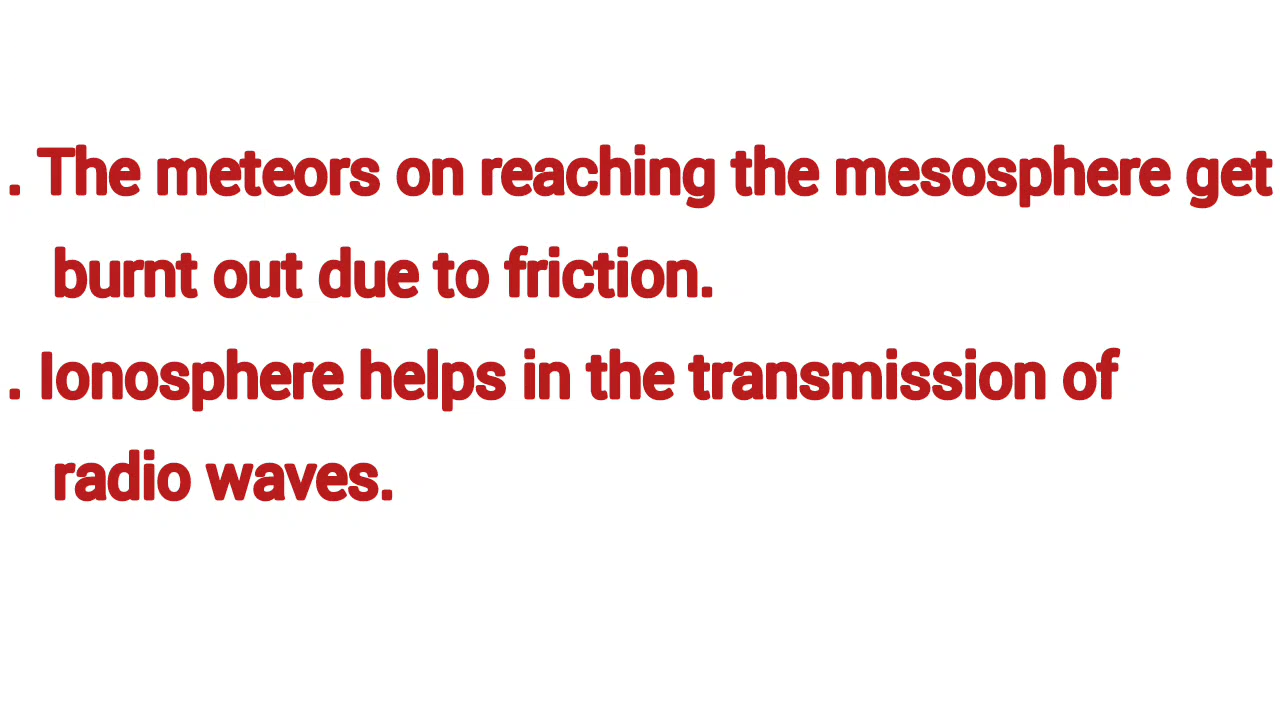 . The meteors on reaching the mesosphere get
burnt out due to friction.
. Ionosphere helps in the transmission of
radio waves.